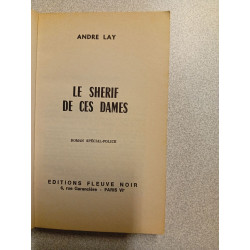 ANDRE LAY
LE SHERIF
DE CES DAMES
ROMAN SPÉCIAL-POLICE
EDITIONS FLEUVE NOIR
6, rue Garancière - PARIS VIe